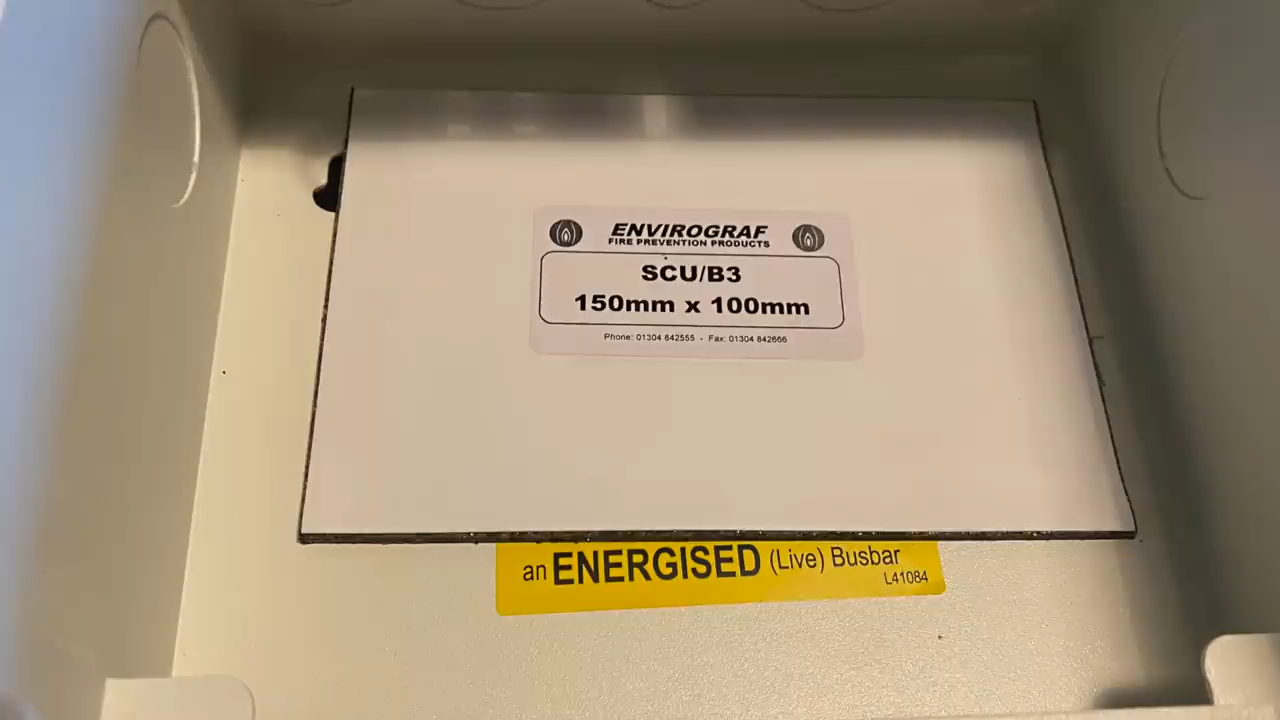 ENVIROGRAF
FIRE PREVENTION PRODUCTS
SCU/B3
150mm x 100mm
Phone: 01304 842555 - Fax: 01304 842666
an ENERGISED (Live) Busbar
L41084